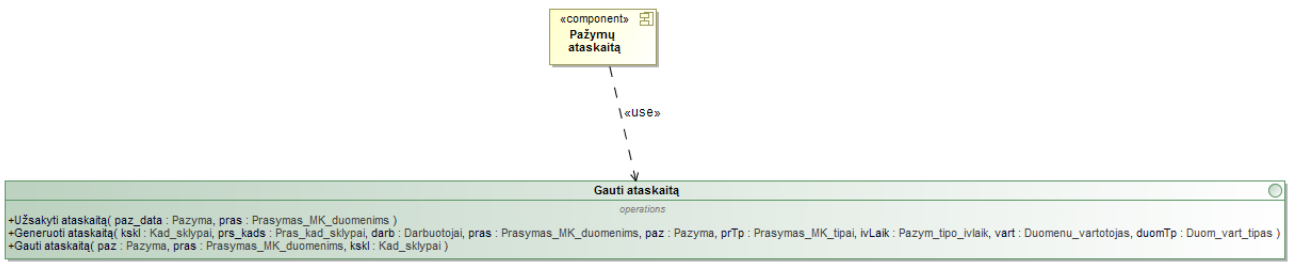 «component»
Pažymų
ataskaitą
«use»
Gauti ataskaitą
operations
+Užsakyti ataskaitą( paz_data : Pazyma, pras : Prasymas_MK_duomenims )
+Generuoti ataskaitą( kskl : Kad_sklypai, prs_kads : Pras_kad_sklypai, darb : Darbuotojai, pras : Prasymas_MK_duomenims, paz : Pazyma, prTp : Prasymas_MK_tipai, ivLaik : Pazym_tipo_ivlaik, vart : Duomenu_vartotojas, duomTp : Duom_vart_tipas )
+Gauti ataskaitą( paz : Pazyma, pras : Prasymas_MK_duomenims, kskl : Kad_sklypai )